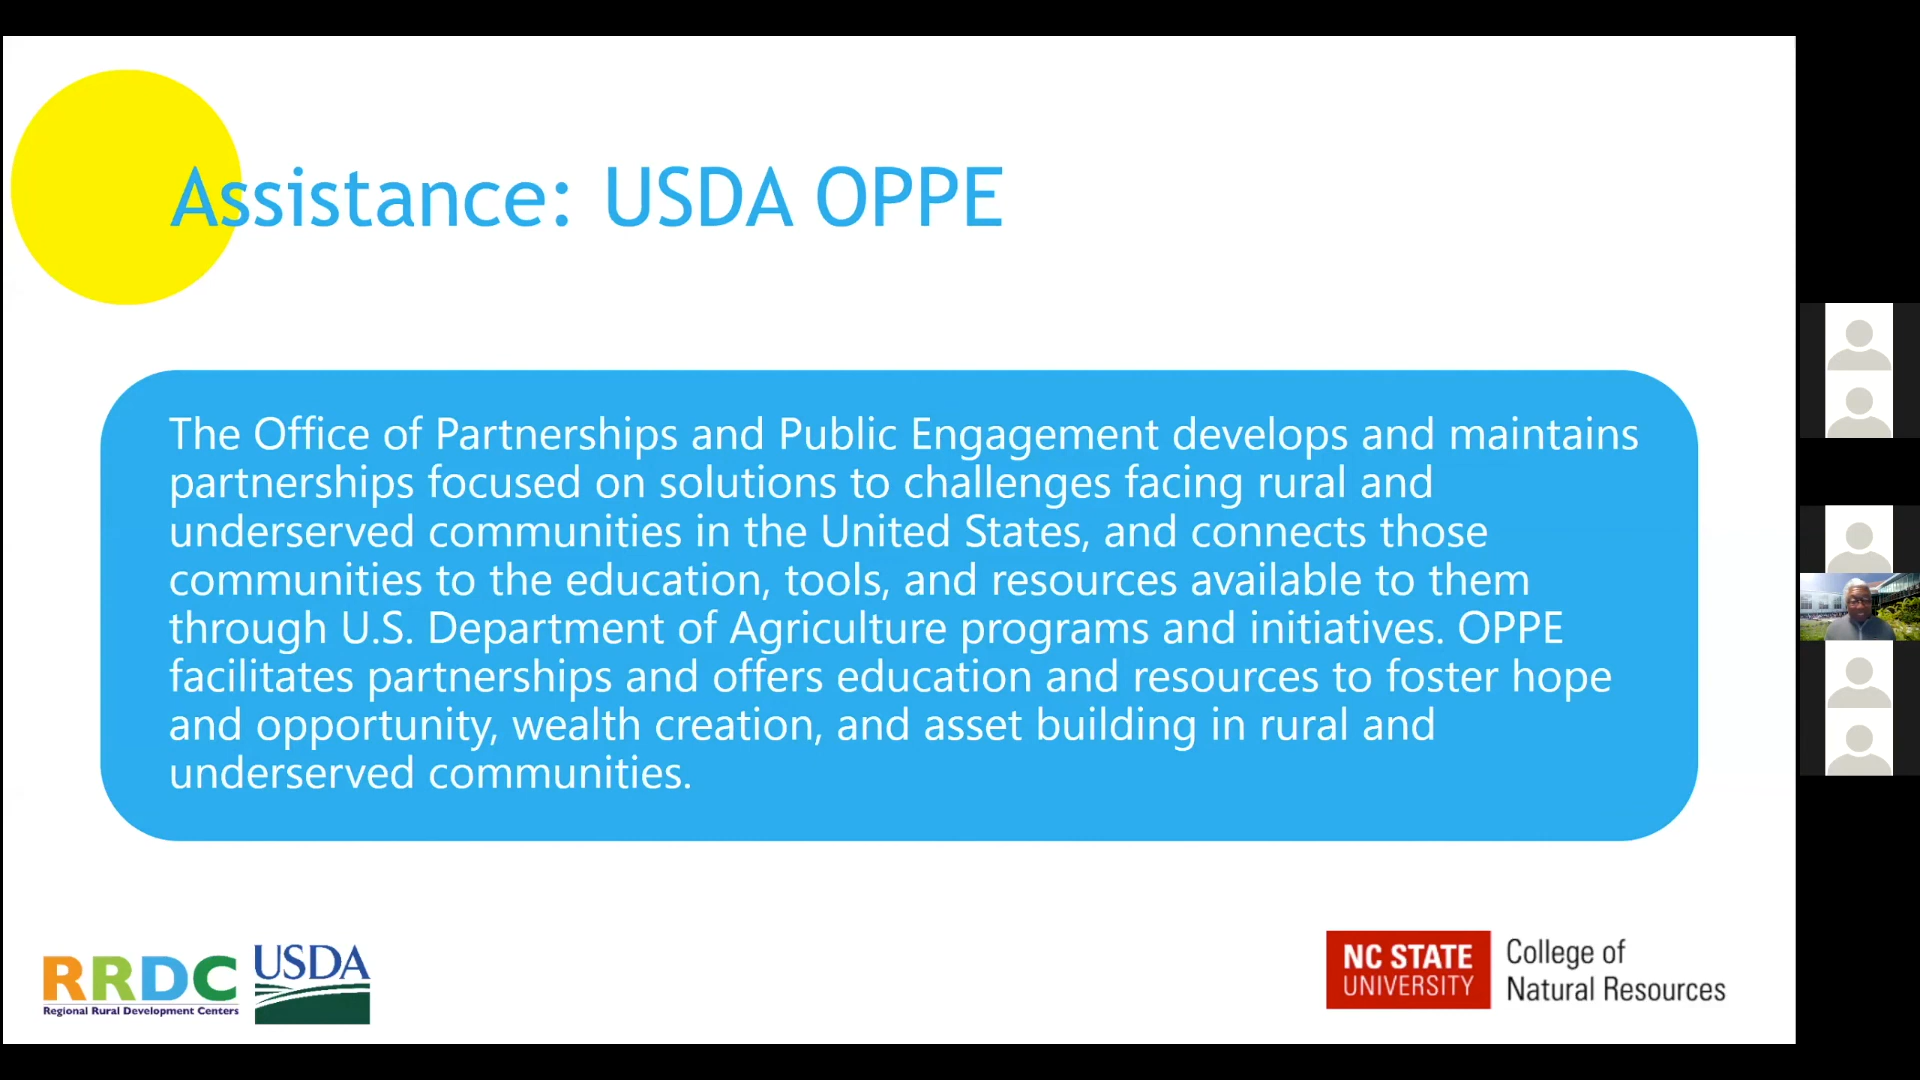 Assistance: USDA OPPE
The Office of Partnerships and Public Engagement develops and maintains
partnerships focused on solutions to challenges facing rural and
underserved communities in the United States, and connects those
communities to the education, tools, and resources available to them
through U.S. Department of Agriculture programs and initiatives. OPPE
facilitates partnerships and offers education and resources to foster hope
and opportunity, wealth creation, and asset building in rural and
underserved communities.
RRDC
Regional Rural Development Centers
USDA
NC STATE
UNIVERSITY
College of
Natural Resources